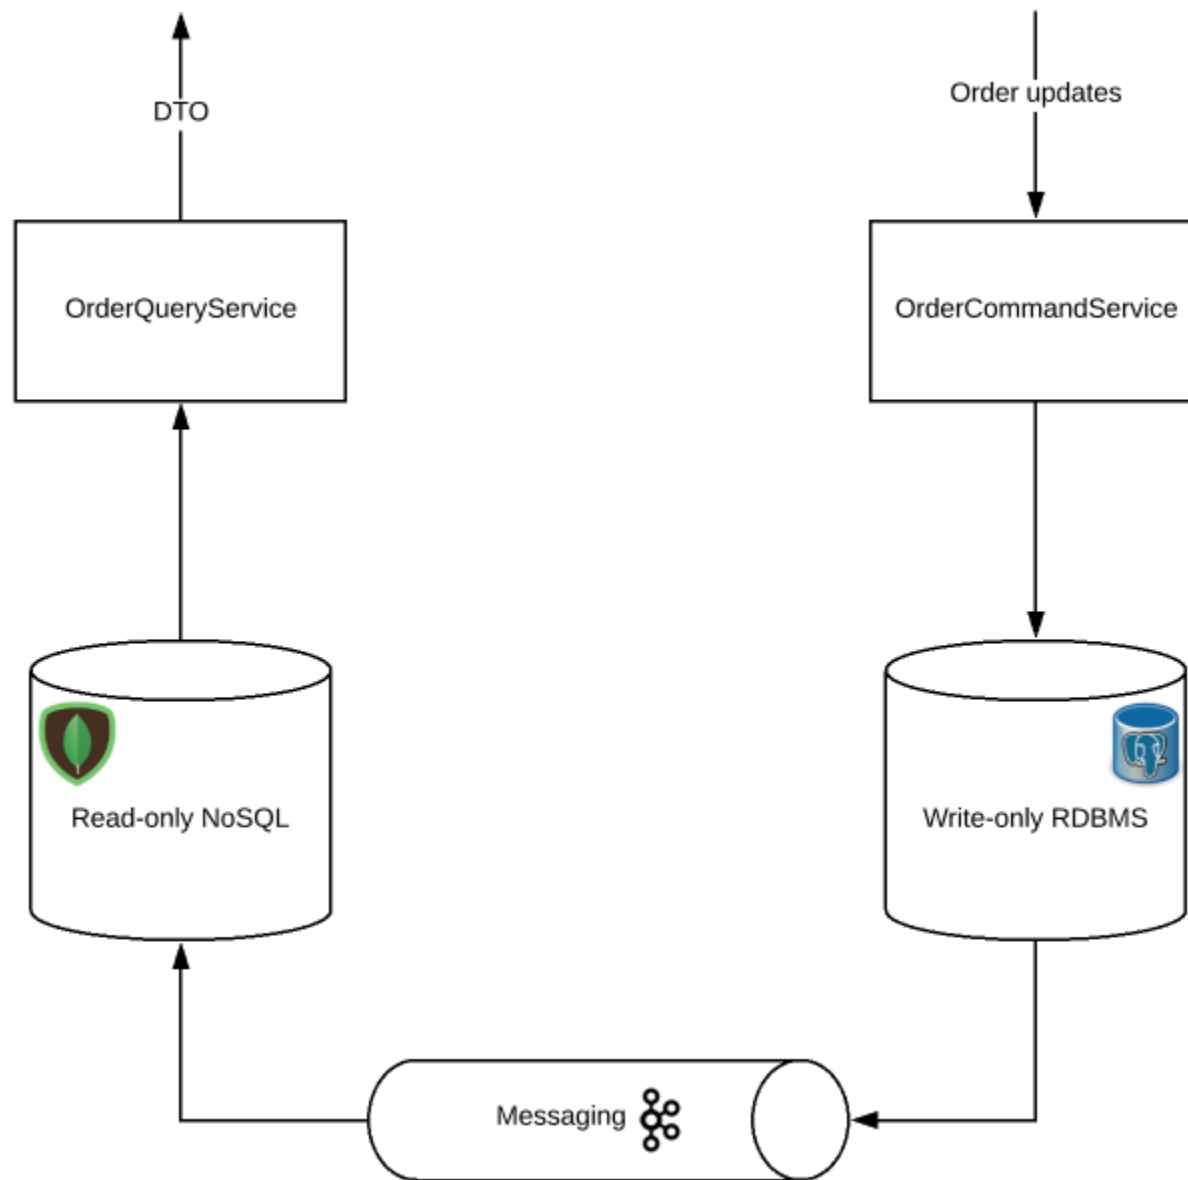 DTO
Order updates
OrderQueryService
OrderCommandService
Read-only NoSQL
Write-only RDBMS
Messaging